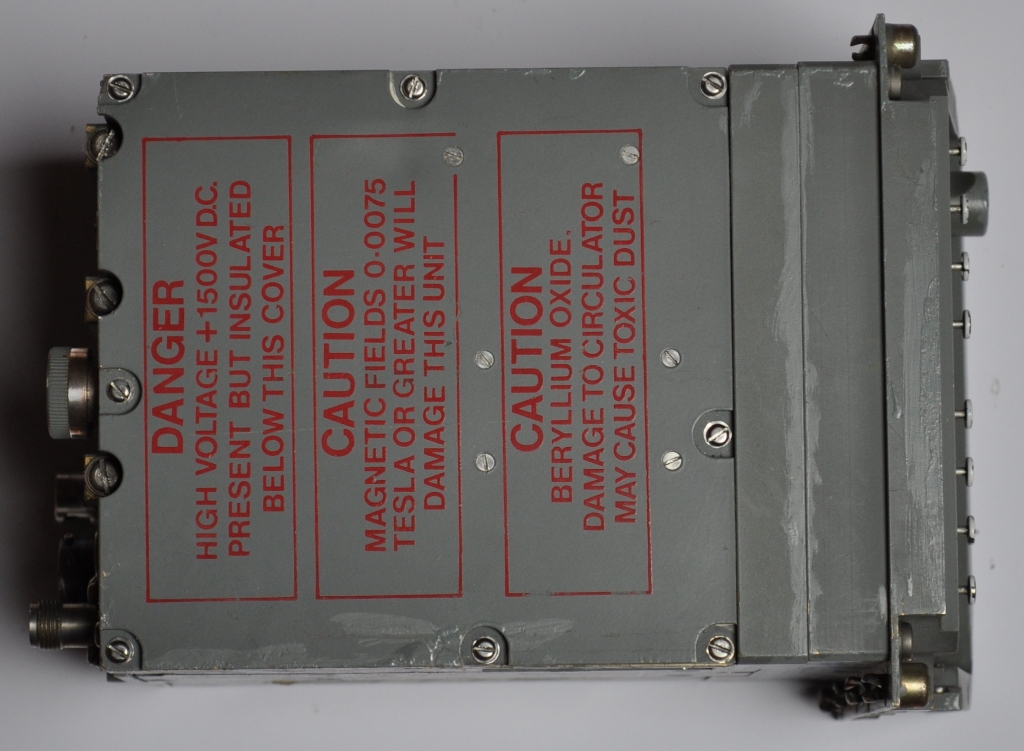 DANGER
HIGH VOLTAGE +1500V D.C.
PRESENT BUT INSULATED
BELOW THIS COVER
CAUTION
MAGNETIC FIELDS 0·0075
TESLA OR GREATER WILL
DAMAGE THIS UNIT
CAUTION
BERYLLIUM OXIDE.
DAMAGE TO CIRCULATOR
MAY CAUSE TOXIC DUST